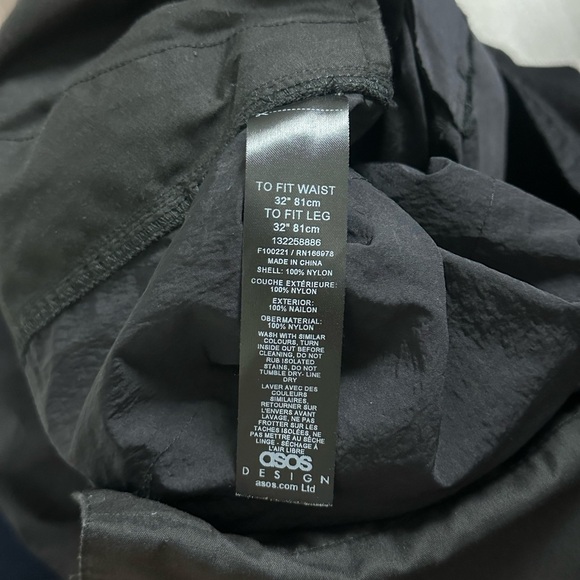 TO FIT WAIST
32" 81cm
TO FIT LEG
32" 81cm
132258886
F100221 / RN166978
MADE IN CHINA
SHELL: 100% NYLON
COUCHE EXTÉRIEURE:
100% NYLON
EXTERIOR:
100% NAILON
OBERMATERIAL:
100% NYLON
WASH WITH SIMILAR
COLOURS, TURN
INSIDE OUT BEFORE
CLEANING, DO NOT
RUB ISOLATED
STAINS, DO NOT
TUMBLE DRY- LINE
DRY
LAVER AVEC DES
COULEURS
SIMILAIRES,
RETOURNER SUR
L'ENVERS AVANT
LAVAGE, NE PAS
FROTTER SUR LES
TÂCHES ISOLÉES, NE
PAS METTRE AU SÈCHE
LINGE - SÉCHAGE À
L'AIR LIBRE
asos
DESIGN
asos.com Ltd